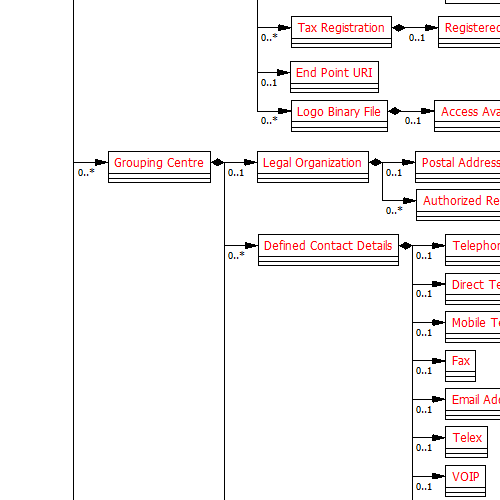 Tax Registration
0..*
0..1
Registered
End Point URI
0..1
Logo Binary File
0..*
0..1
Access Ava
Grouping Centre
0..*
Legal Organization
0..1
Postal Address
0..1
Authorized Re
0..*
Defined Contact Details
0..*
Telephon
0..1
Direct Te
0..1
Mobile Te
0..1
Fax
0..1
Email Add
0..1
Telex
0..1
VOIP
0..1